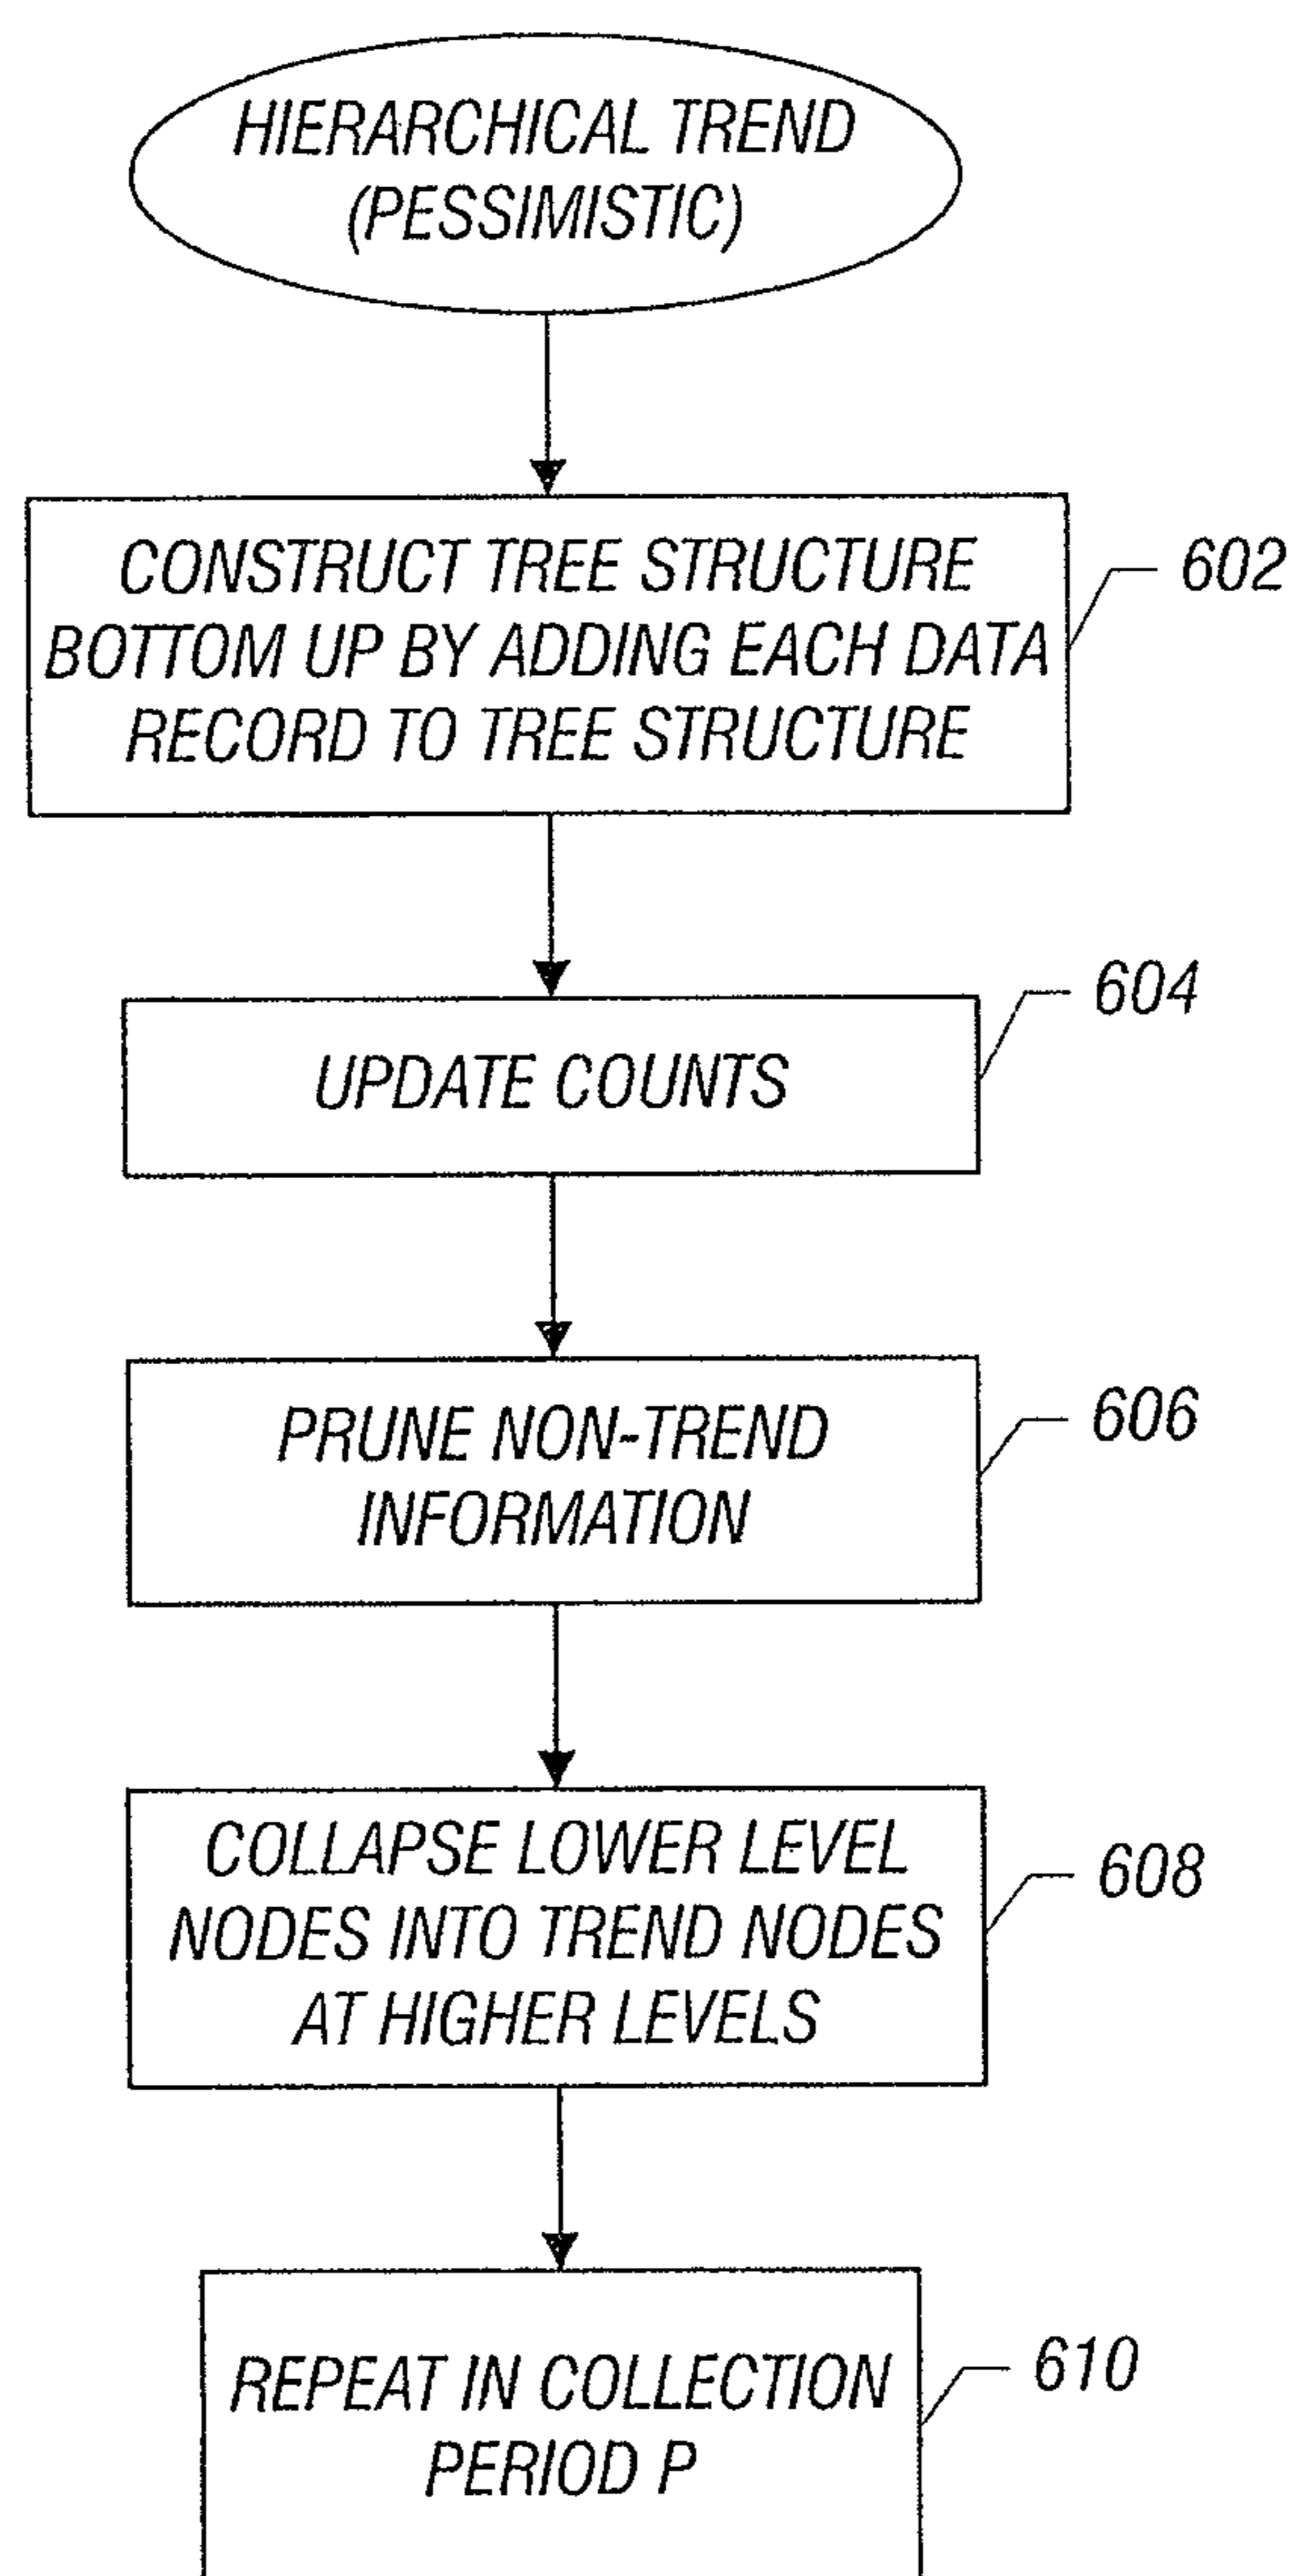 HIERARCHICAL TREND
(PESSIMISTIC)
CONSTRUCT TREE STRUCTURE
BOTTOM UP BY ADDING EACH DATA
RECORD TO TREE STRUCTURE
602
UPDATE COUNTS
604
PRUNE NON-TREND
INFORMATION
606
COLLAPSE LOWER LEVEL
NODES INTO TREND NODES
AT HIGHER LEVELS
608
REPEAT IN COLLECTION
PERIOD P
610